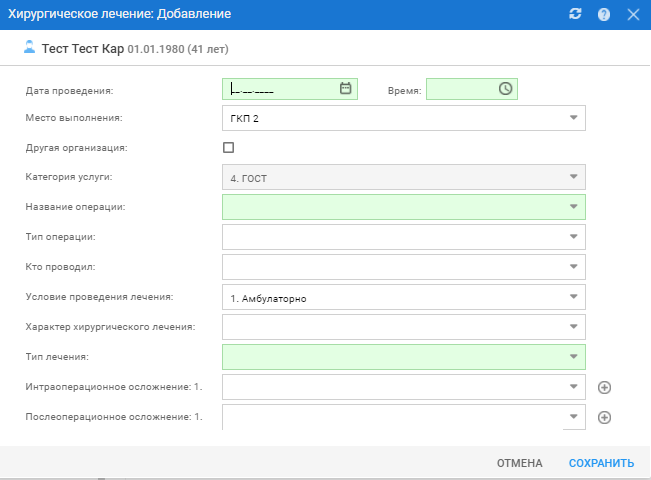 Хирургическое лечение: Добавление
Тест Тест Кар 01.01.1980 (41 лет)
Дата проведения: __.__.____ Время:
Место выполнения: ГКП 2
Другая организация:
Категория услуги: 4. ГОСТ
Название операции:
Тип операции:
Кто проводил:
Условие проведения лечения: 1. Амбулаторно
Характер хирургического лечения:
Тип лечения:
Интраоперационное осложнение: 1.
Послеоперационное осложнение: 1.
ОТМЕНА СОХРАНИТЬ